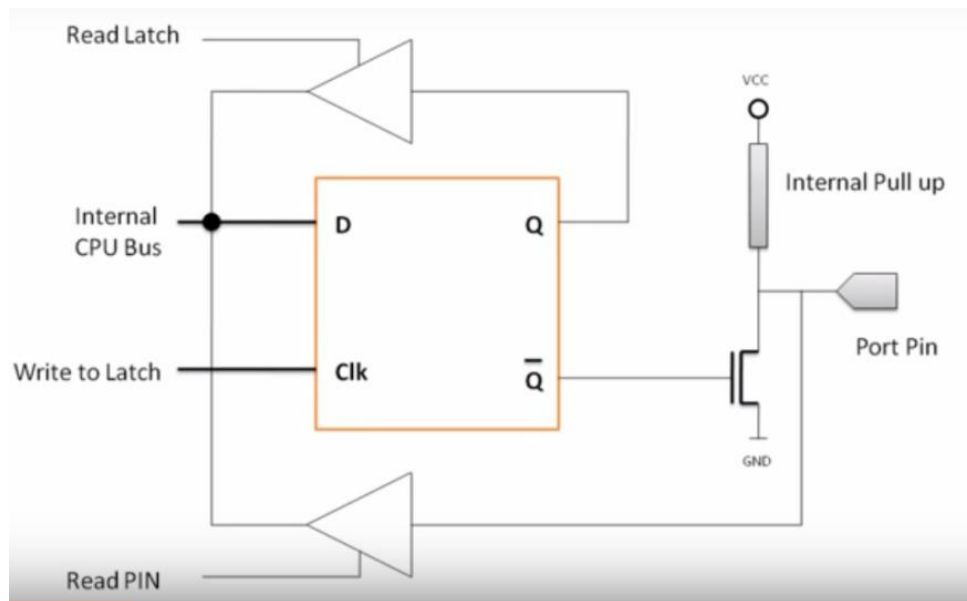 Read Latch
VCC
Internal Pull up
Internal
CPU Bus
D
Q
Port Pin
Write to Latch
Clk
Q̅
GND
Read PIN